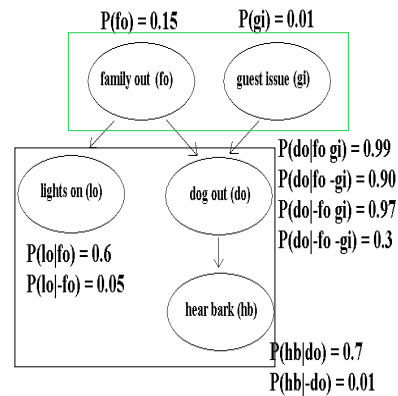 P(fo) = 0.15
P(gi) = 0.01
family out (fo)
guest issue (gi)
P(do|fo gi) = 0.99
P(do|fo -gi) = 0.90
P(do|-fo gi) = 0.97
P(do|-fo -gi) = 0.3
lights on (lo)
dog out (do)
P(lo|fo) = 0.6
P(lo|-fo) = 0.05
hear bark (hb)
P(hb|do) = 0.7
P(hb|-do) = 0.01